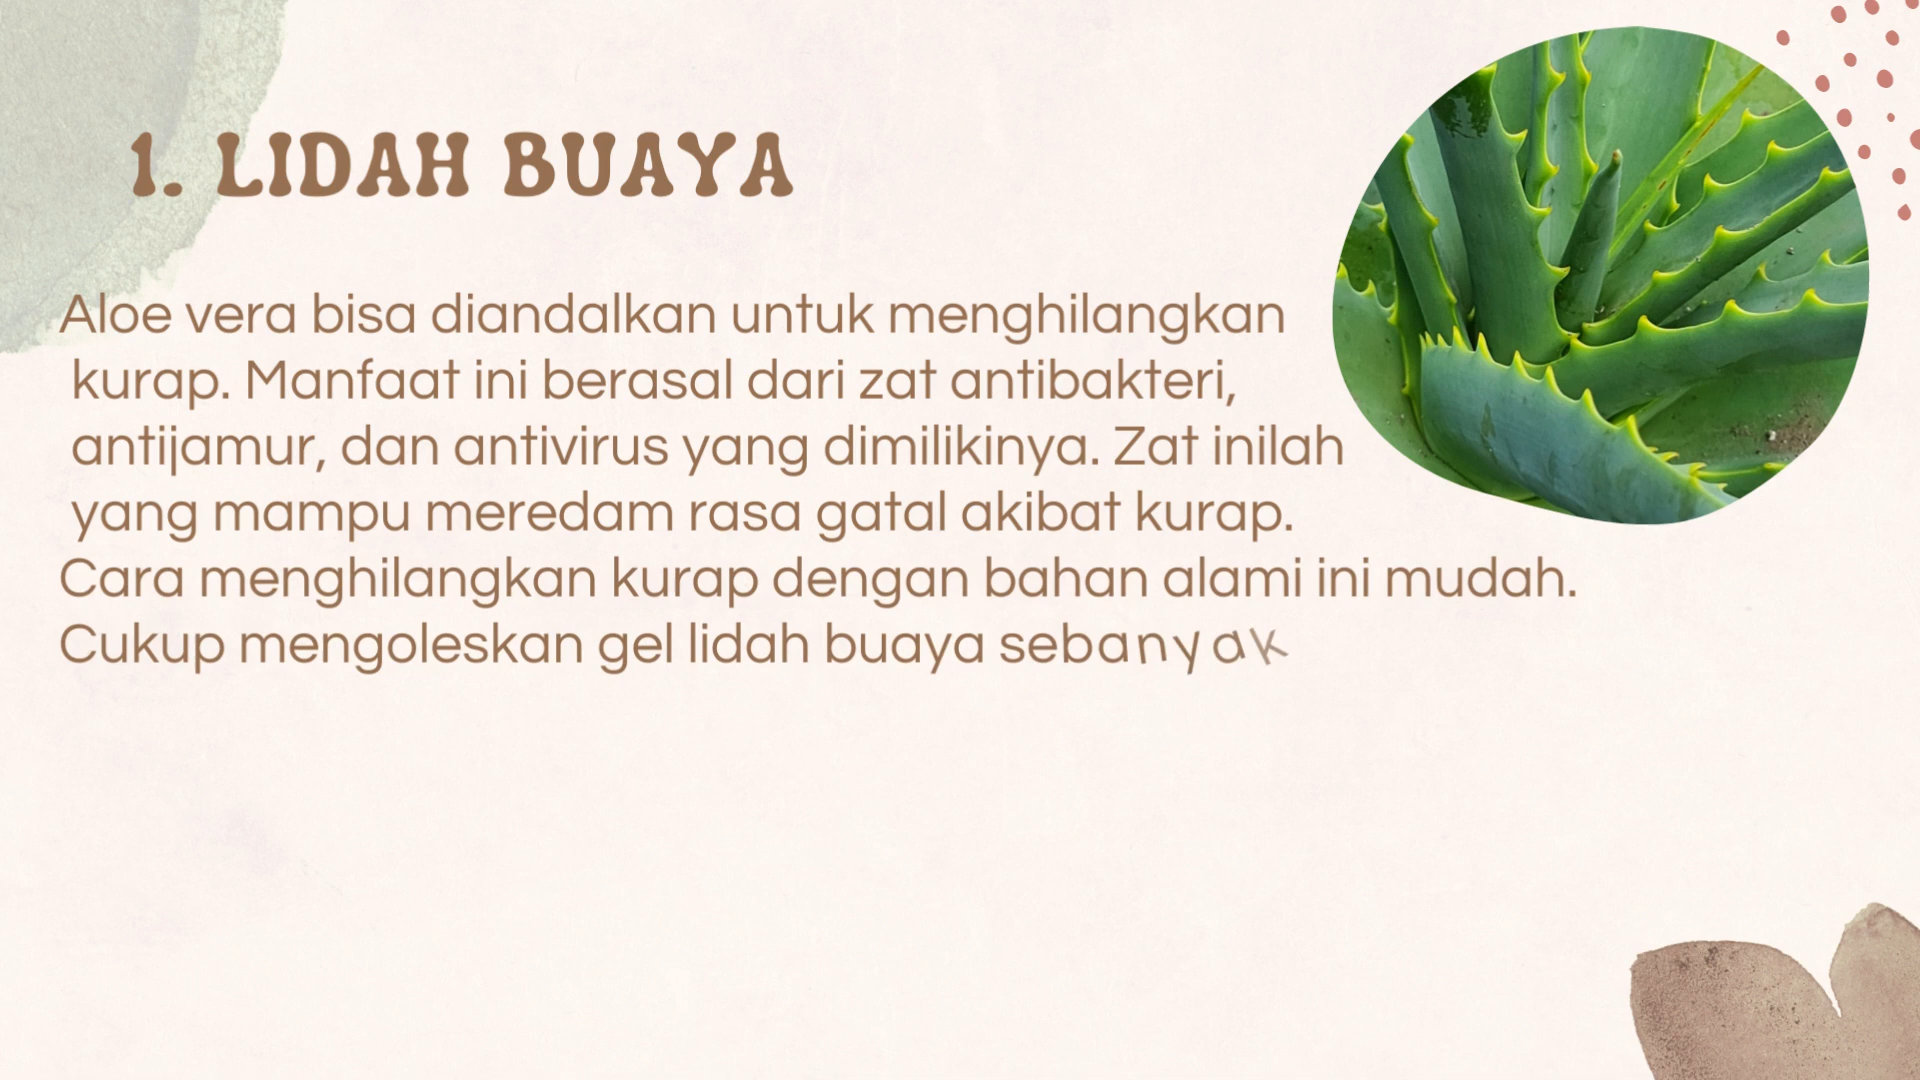 1. LIDAH BUAYA
Aloe vera bisa diandalkan untuk menghilangkan
kurap. Manfaat ini berasal dari zat antibakteri,
antijamur, dan antivirus yang dimilikinya. Zat inilah
yang mampu meredam rasa gatal akibat kurap.
Cara menghilangkan kurap dengan bahan alami ini mudah.
Cukup mengoleskan gel lidah buaya sebanyak